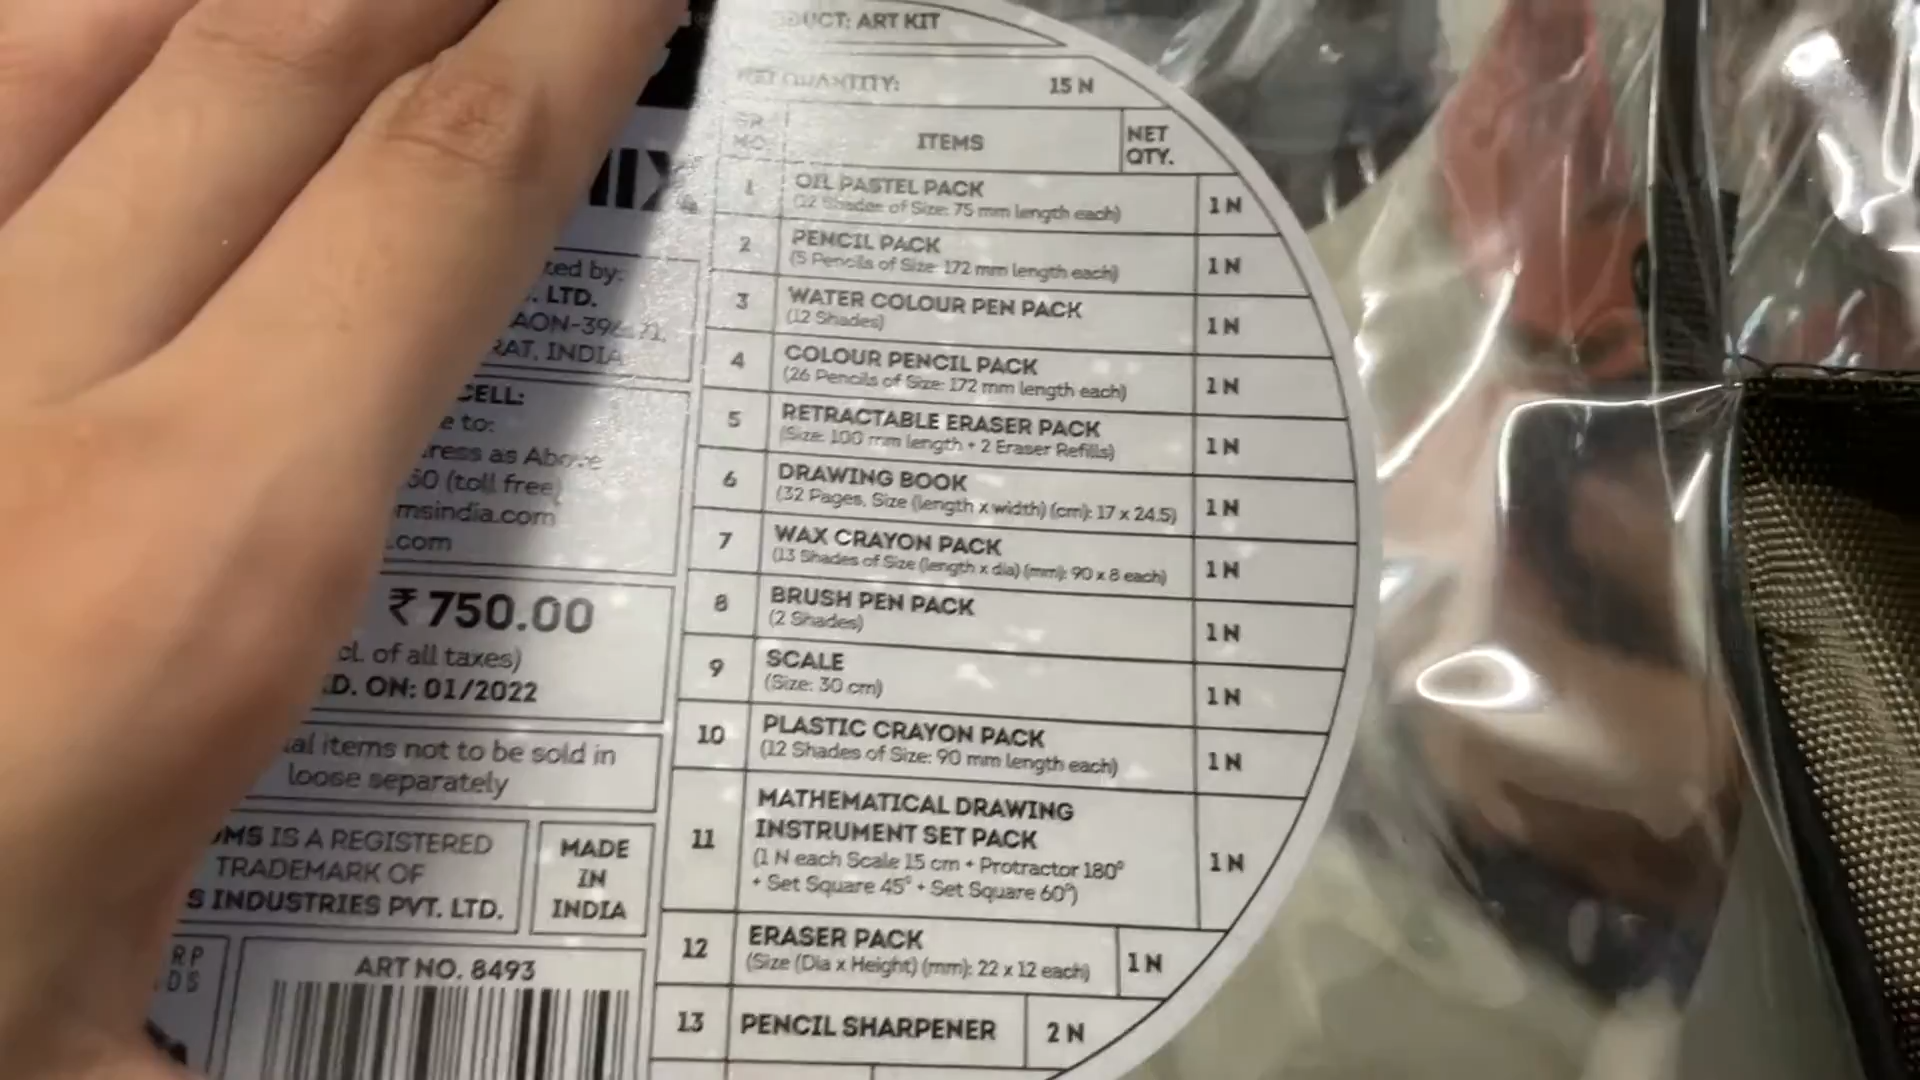 ART KIT
NET QUANTITY: 15 N
SR. NO. ITEMS NET QTY.
1 OIL PASTEL PACK 1 N
(12 Shades of Size: 75 mm length each)
2 PENCIL PACK 1 N
(5 Pencils of Size: 172 mm length each)
3 WATER COLOUR PEN PACK 1 N
(12 Shades)
4 COLOUR PENCIL PACK 1 N
(26 Pencils of Size: 172 mm length each)
5 RETRACTABLE ERASER PACK 1 N
(Size: 100 mm length + 2 Eraser Refills)
6 DRAWING BOOK 1 N
(32 Pages, Size (length x width) (cm): 17 x 24.5)
7 WAX CRAYON PACK 1 N
(13 Shades of Size (length x dia) (mm): 90 x 8 each)
8 BRUSH PEN PACK 1 N
(2 Shades)
9 SCALE 1 N
(Size: 30 cm)
10 PLASTIC CRAYON PACK 1 N
(12 Shades of Size: 90 mm length each)
11 MATHEMATICAL DRAWING
INSTRUMENT SET PACK 1 N
(1 N each Scale 15 cm + Protractor 180°
+ Set Square 45° + Set Square 60°)
12 ERASER PACK 1 N
(Size (Dia x Height) (mm): 22 x 12 each)
13 PENCIL SHARPENER 2 N
by:
LTD.
INDIA
CELL:
to:
as Above
(toll free)
msindia.com
.com
₹ 750.00
of all taxes)
ON: 01/2022
items not to be sold in
loose separately
IS A REGISTERED
TRADEMARK OF
INDUSTRIES PVT. LTD.
MADE
IN
INDIA
ART NO. 8493